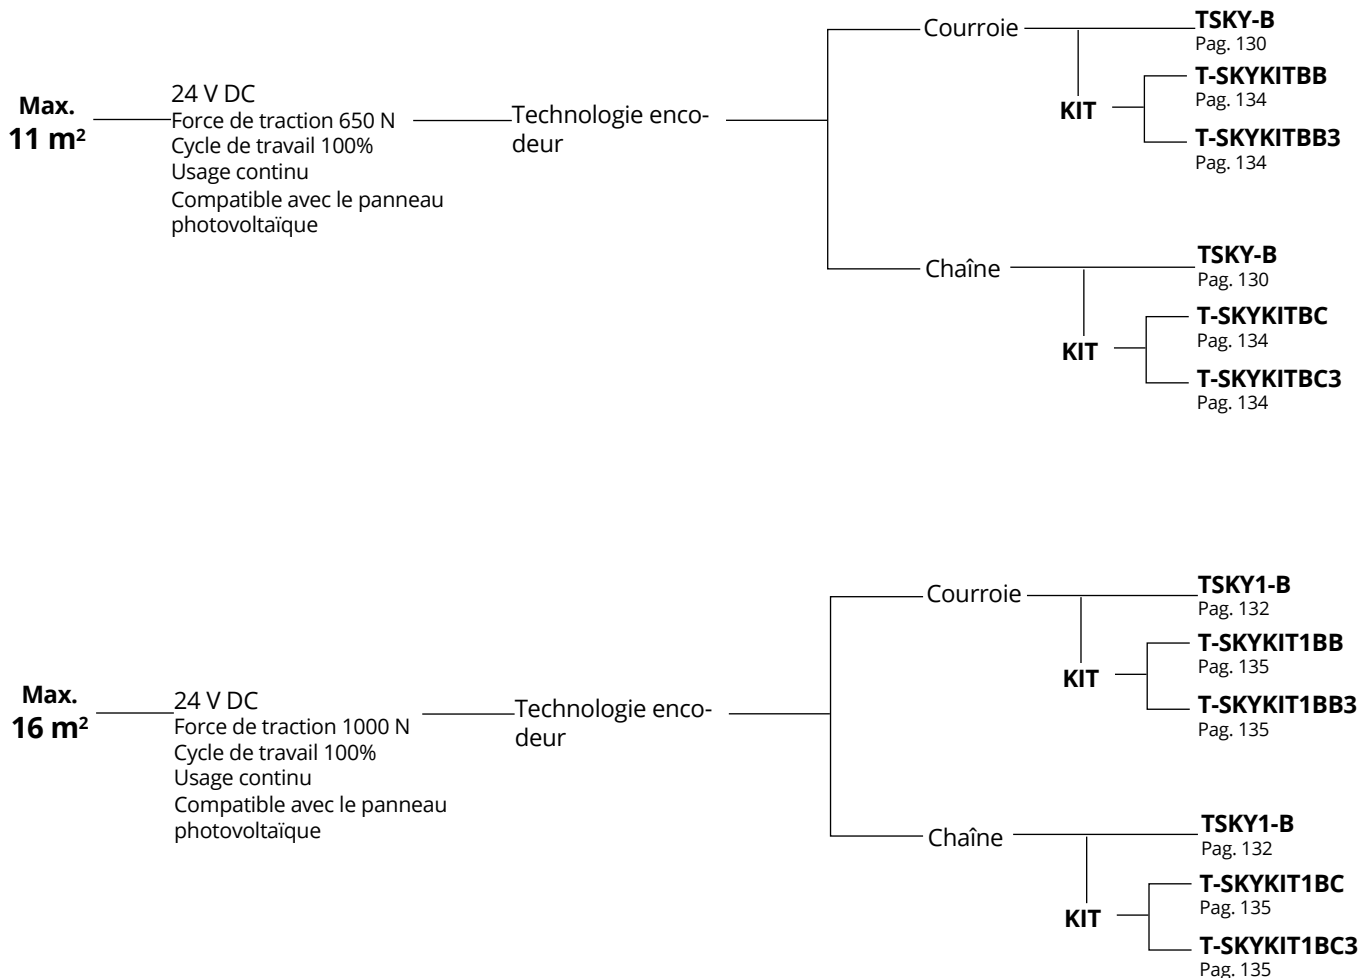 Max.
11 m²
24 V DC
Force de traction 650 N
Cycle de travail 100%
Usage continu
Compatible avec le panneau
photovoltaïque
Technologie enco-
deur
Courroie
TSKY-B
Pag. 130
KIT
T-SKYKITBB
Pag. 134
T-SKYKITBB3
Pag. 134
Chaîne
TSKY-B
Pag. 130
KIT
T-SKYKITBC
Pag. 134
T-SKYKITBC3
Pag. 134
Max.
16 m²
24 V DC
Force de traction 1000 N
Cycle de travail 100%
Usage continu
Compatible avec le panneau
photovoltaïque
Technologie enco-
deur
Courroie
TSKY1-B
Pag. 132
KIT
T-SKYKIT1BB
Pag. 135
T-SKYKIT1BB3
Pag. 135
Chaîne
TSKY1-B
Pag. 132
KIT
T-SKYKIT1BC
Pag. 135
T-SKYKIT1BC3
Pag. 135